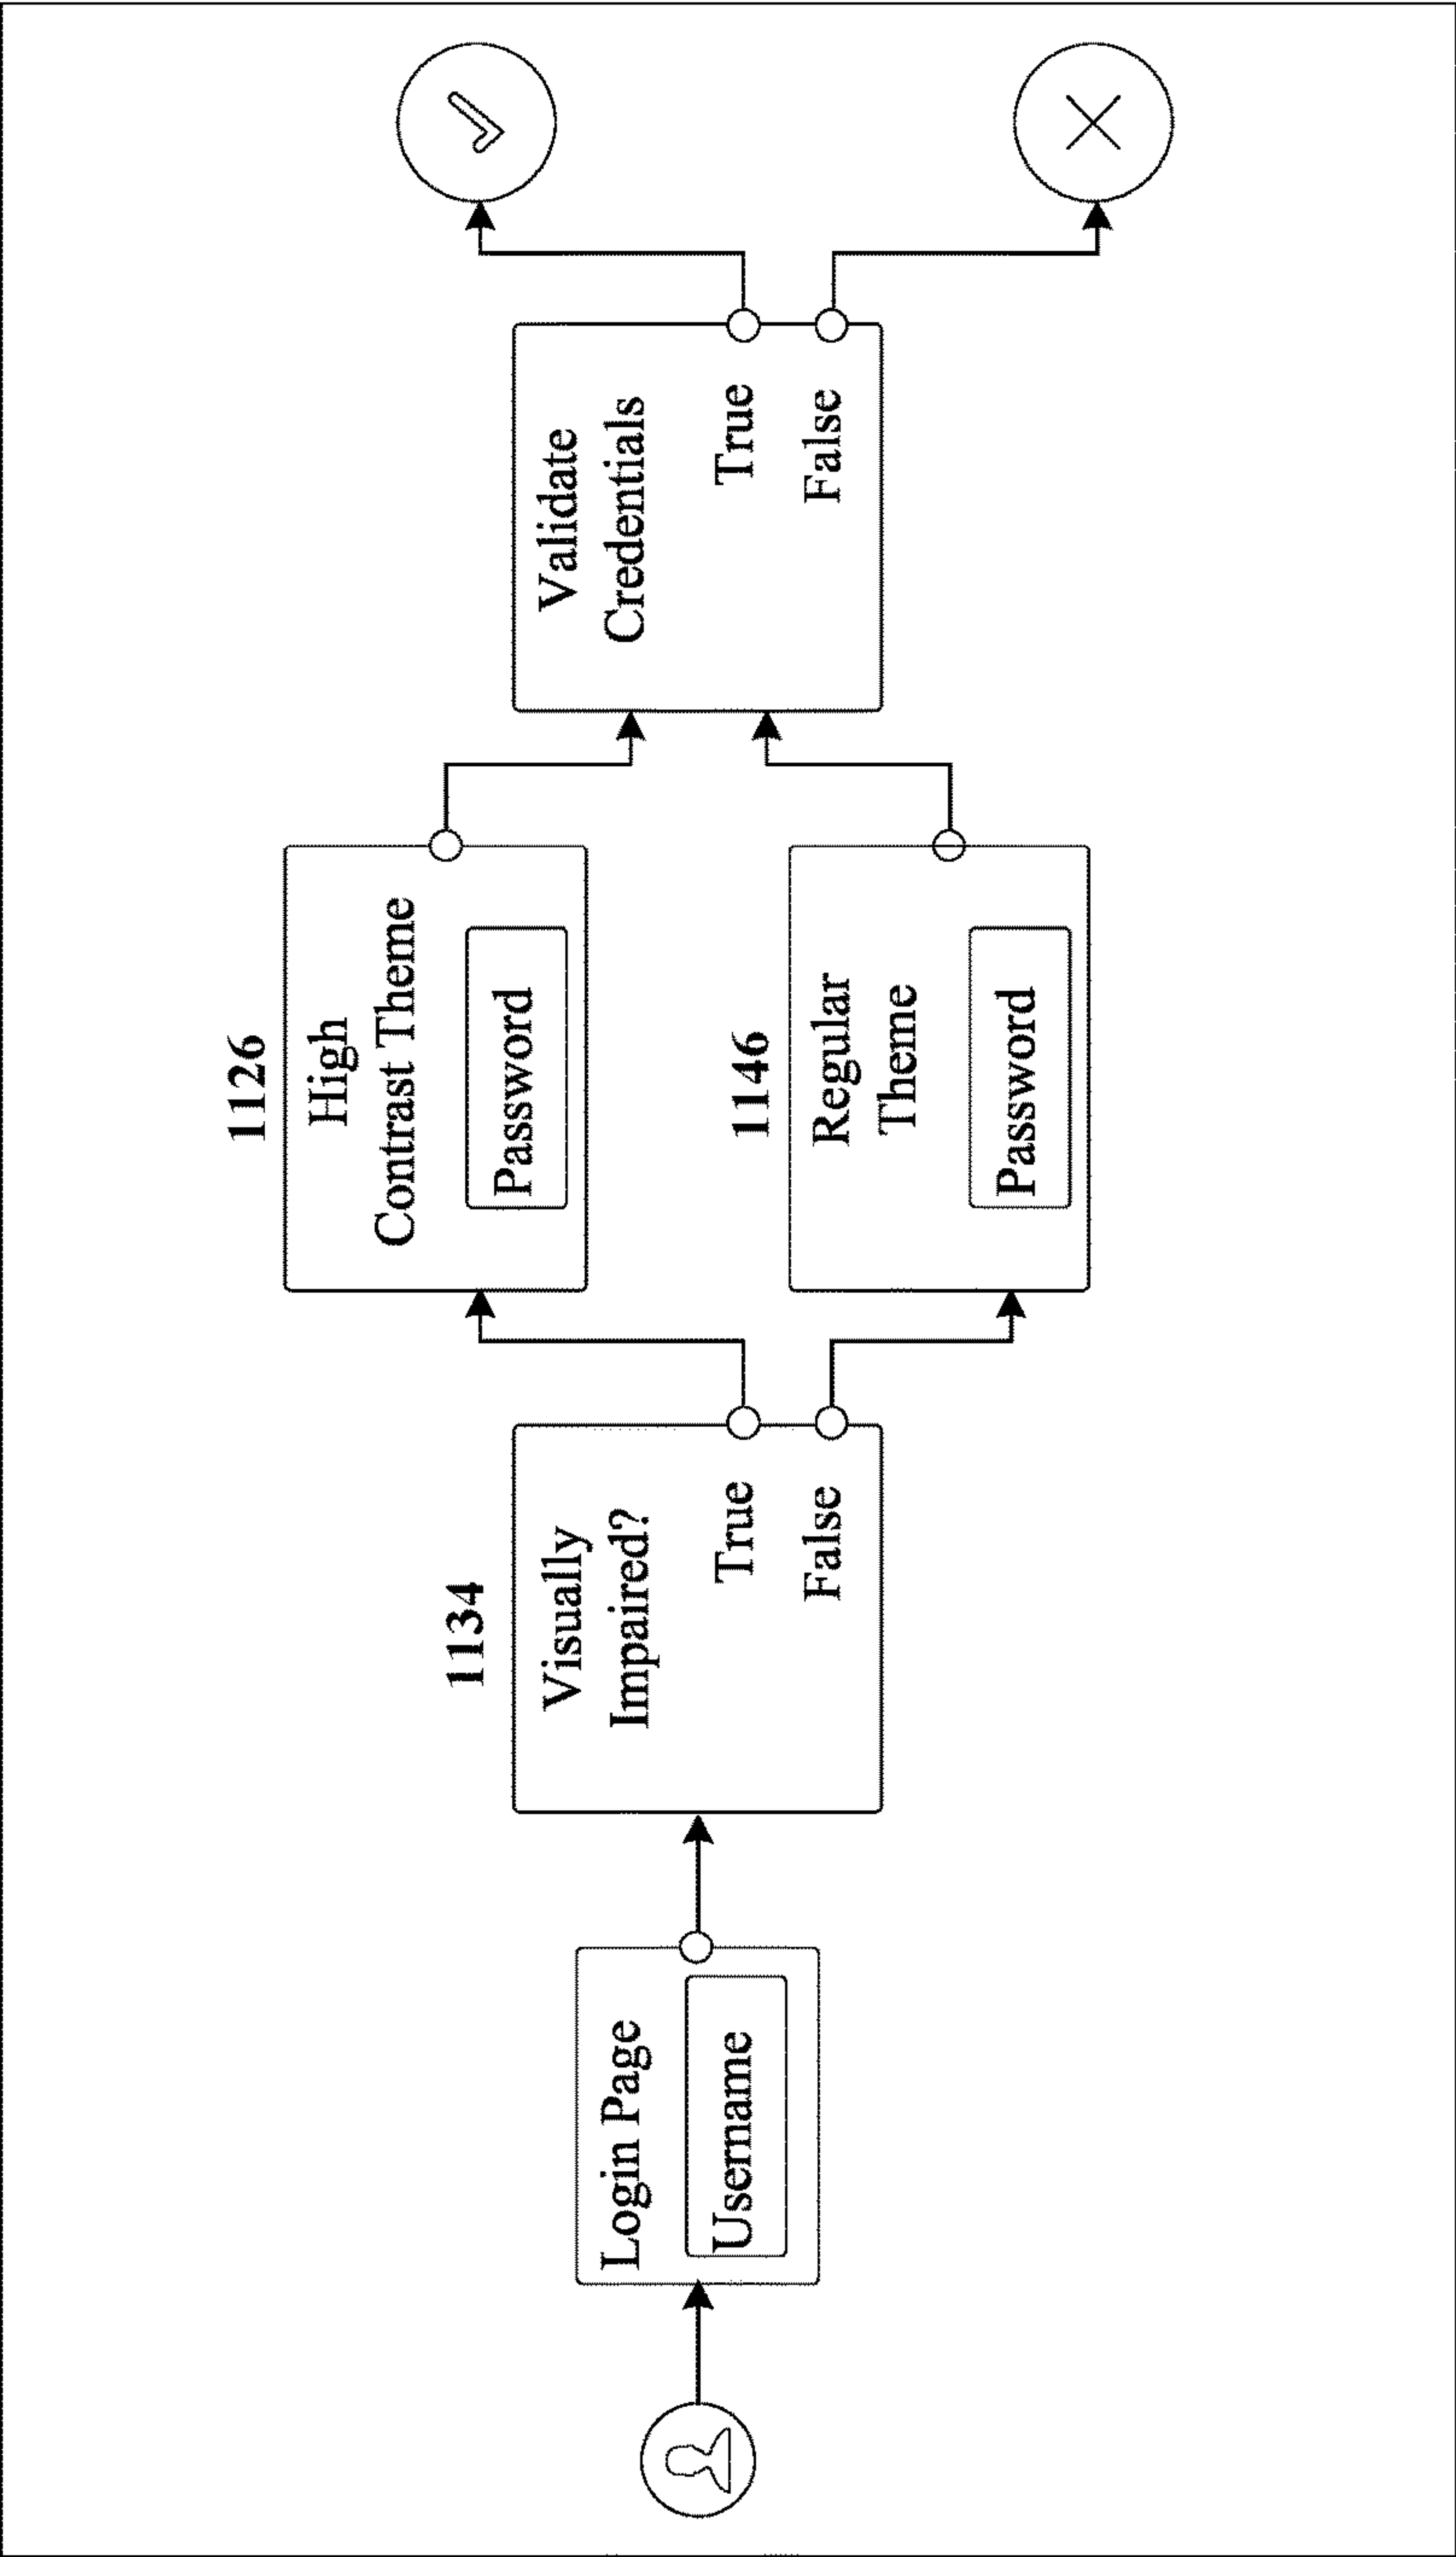 Login Page
Username
1134
Visually
Impaired?
True
False
1126
High
Contrast Theme
Password
1146
Regular
Theme
Password
Validate
Credentials
True
False